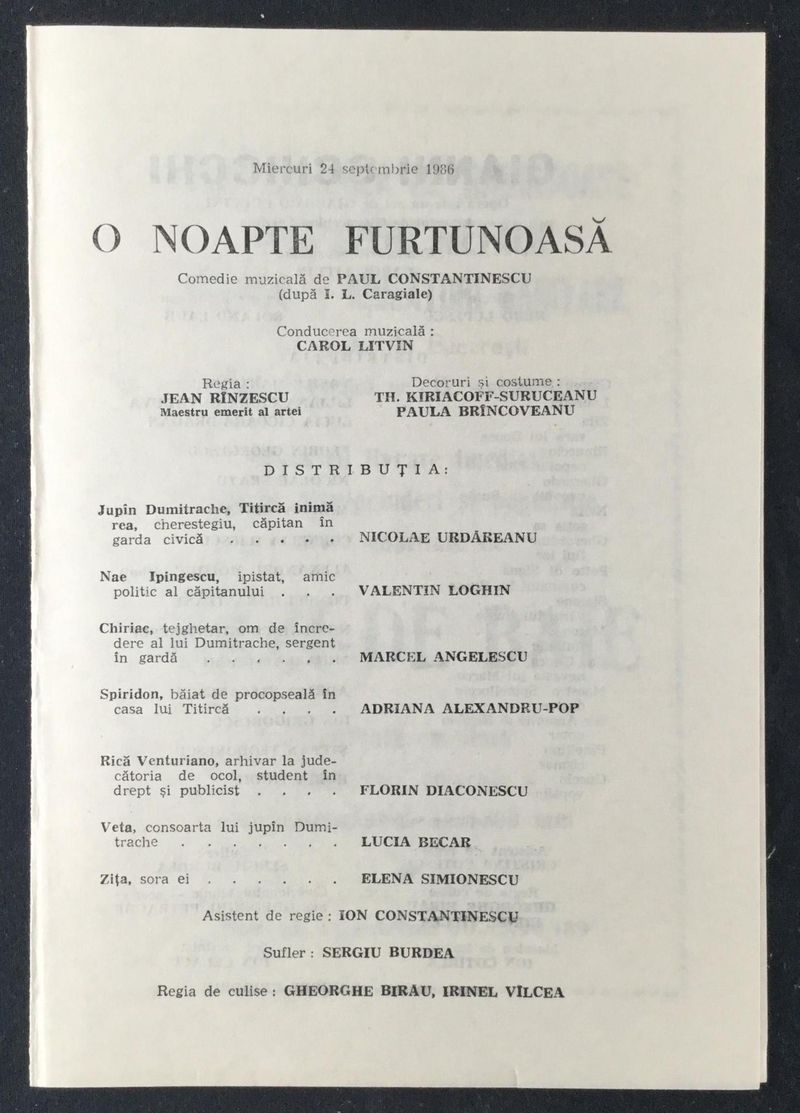 Miercuri 24 septembrie 1986
O NOAPTE FURTUNOASĂ
Comedie muzicală de PAUL CONSTANTINESCU
(după I. L. Caragiale)
Conducerea muzicală :
CAROL LITVIN
Regia :
JEAN RÎNZESCU
Maestru emerit al artei
Decoruri și costume :
TH. KIRIACOFF-SURUCEANU
PAULA BRÎNCOVEANU
DISTRIBUȚIA:
Jupîn Dumitrache, Titircă inimă
rea, cherestegiu, căpitan în
garda civică . . . . . NICOLAE URDĂREANU
Nae Ipingescu, ipistat, amic
politic al căpitanului . . . VALENTIN LOGHIN
Chiriac, tejghetar, om de încre-
dere al lui Dumitrache, sergent
în gardă . . . . . . MARCEL ANGELESCU
Spiridon, băiat de procopseală în
casa lui Titircă . . . . ADRIANA ALEXANDRU-POP
Rică Venturiano, arhivar la jude-
cătoria de ocol, student în
drept și publicist . . . . FLORIN DIACONESCU
Veta, consoarta lui jupîn Dumi-
trache . . . . . . . LUCIA BECAR
Zița, sora ei . . . . . . ELENA SIMIONESCU
Asistent de regie : ION CONSTANTINESCU
Sufler : SERGIU BURDEA
Regia de culise : GHEORGHE BIRĂU, IRINEL VÎLCEA